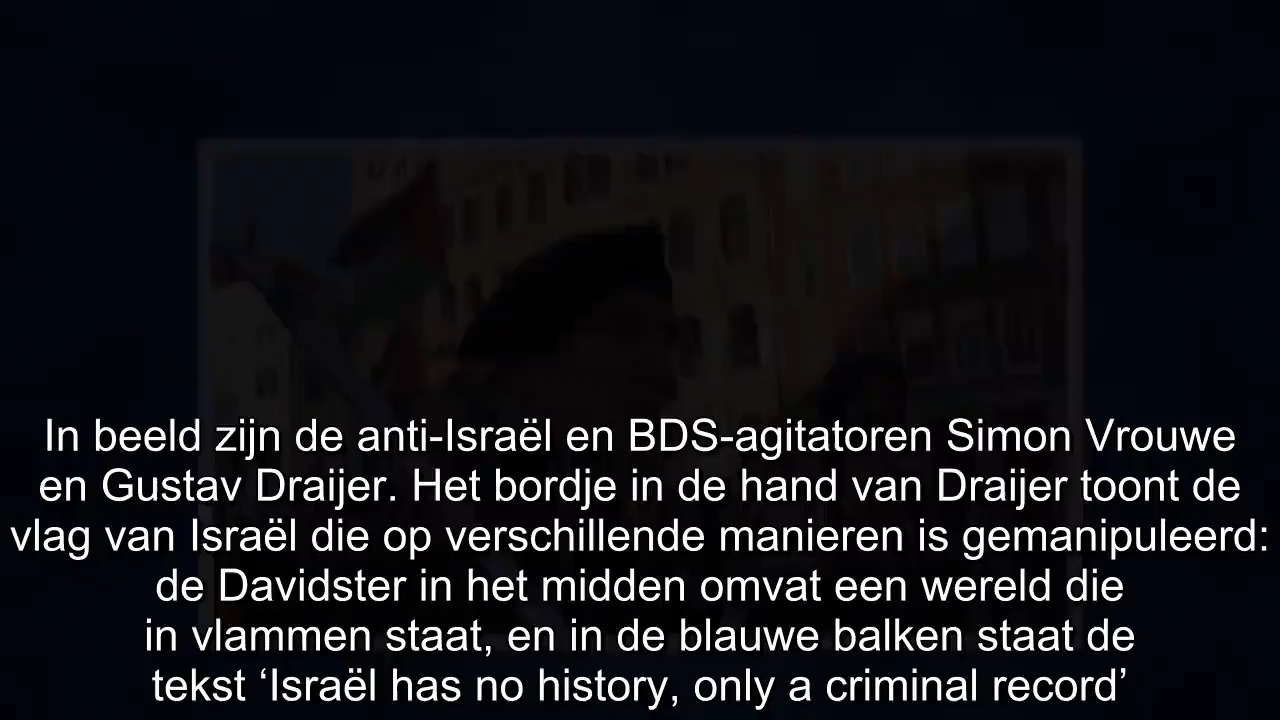 In beeld zijn de anti-Israël en BDS-agitatoren Simon Vrouwe
en Gustav Draijer. Het bordje in de hand van Draijer toont de
vlag van Israël die op verschillende manieren is gemanipuleerd:
de Davidster in het midden omvat een wereld die
in vlammen staat, en in de blauwe balken staat de
tekst ‘Israël has no history, only a criminal record’